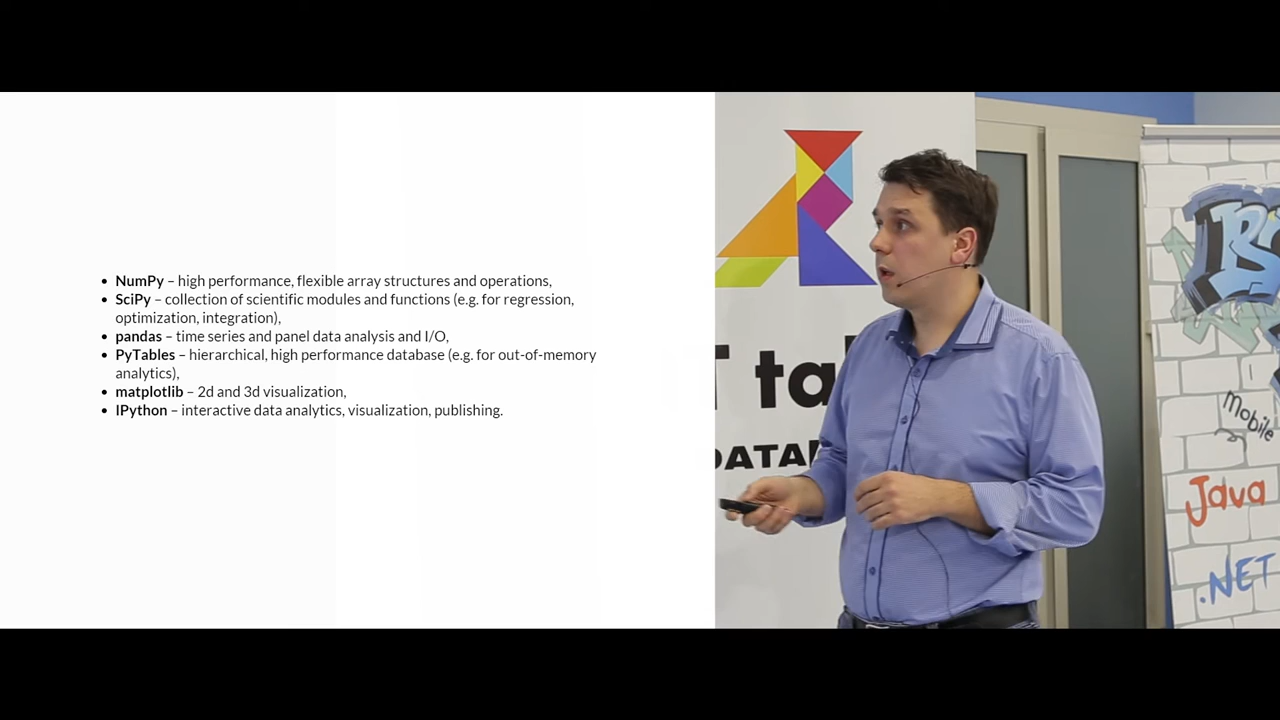 • NumPy – high performance, flexible array structures and operations,
• SciPy – collection of scientific modules and functions (e.g. for regression,
optimization, integration),
• pandas – time series and panel data analysis and I/O,
• PyTables – hierarchical, high performance database (e.g. for out-of-memory
analytics),
• matplotlib – 2d and 3d visualization,
• IPython – interactive data analytics, visualization, publishing.
T ta
DATA
Mobile
Java
.NET